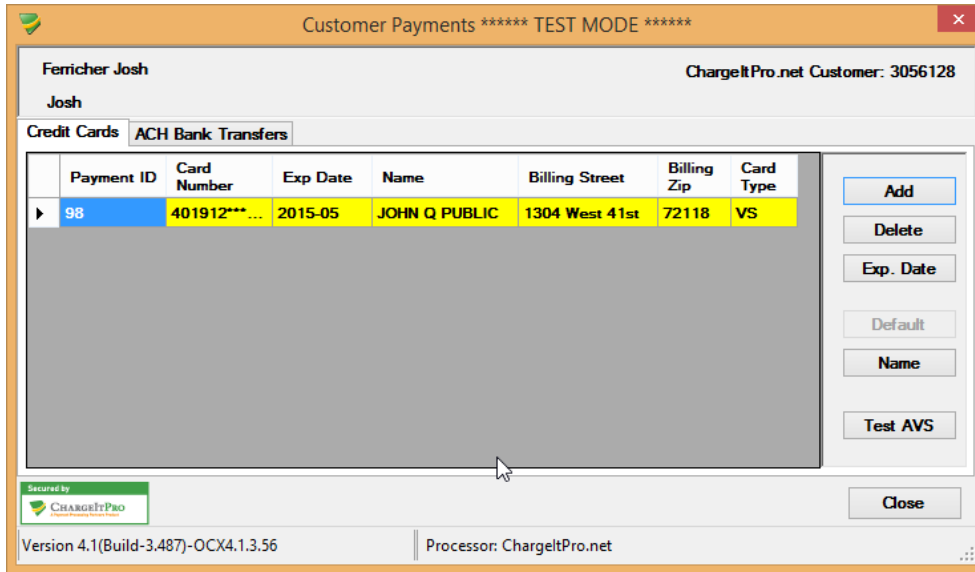 Customer Payments ****** TEST MODE ******
Ferricher Josh
ChargeItPro.net Customer: 3056128
Josh
Credit Cards ACH Bank Transfers
Payment ID Card Number Exp Date Name Billing Street Billing Zip Card Type
98 401912***... 2015-05 JOHN Q PUBLIC 1304 West 41st 72118 VS
Add
Delete
Exp. Date
Default
Name
Test AVS
Secured by
CHARGEITPRO
Close
Version 4.1(Build-3.487)-OCX4.1.3.56 Processor: ChargeItPro.net